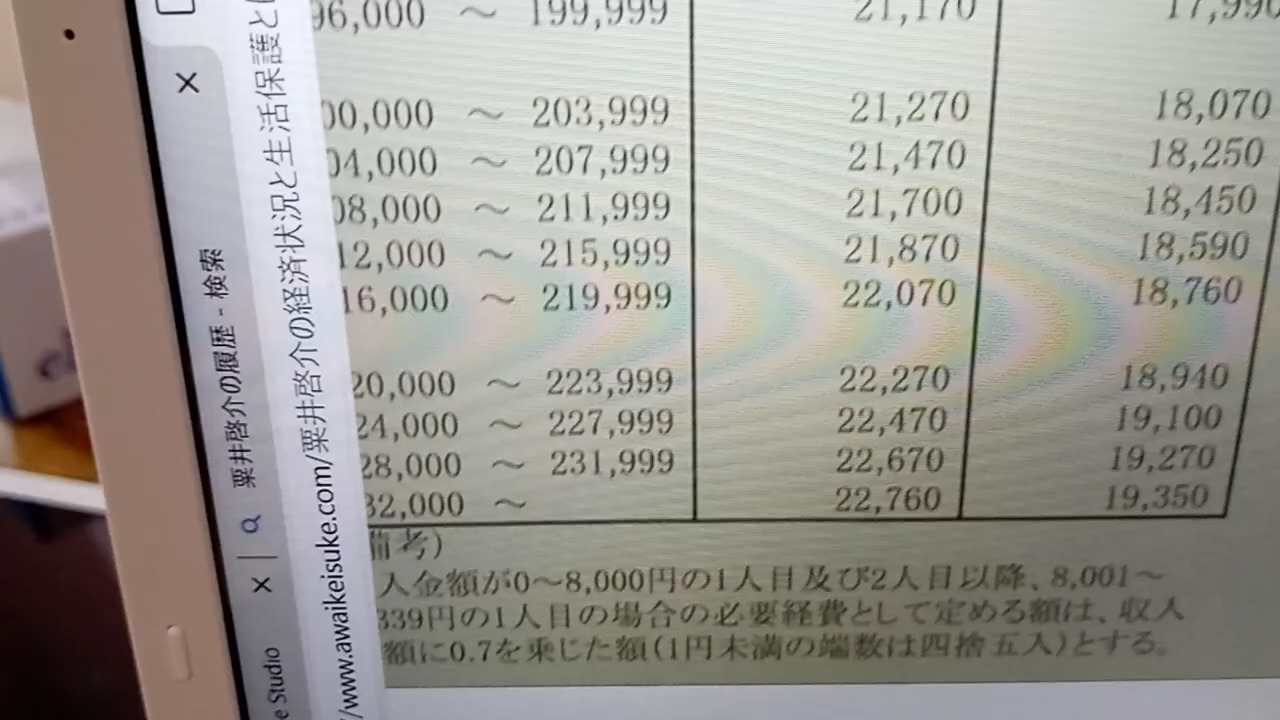 96,000 ～ 199,999 21,170 17,990
00,000 ～ 203,999 21,270 18,070
04,000 ～ 207,999 21,470 18,250
08,000 ～ 211,999 21,700 18,450
12,000 ～ 215,999 21,870 18,590
16,000 ～ 219,999 22,070 18,760
20,000 ～ 223,999 22,270 18,940
24,000 ～ 227,999 22,470 19,100
28,000 ～ 231,999 22,670 19,270
32,000 ～ 22,760 19,350
備考)
入金額が0～8,000円の1人目及び2人目以降、8,001～
339円の1人目の場合の必要経費として定める額は、収入
額に0.7を乗じた額(1円未満の端数は四捨五入)とする。
e Studio
粟井啓介の履歴 - 検索
/www.awaikeisuke.com/粟井啓介の経済状況と生活保護と